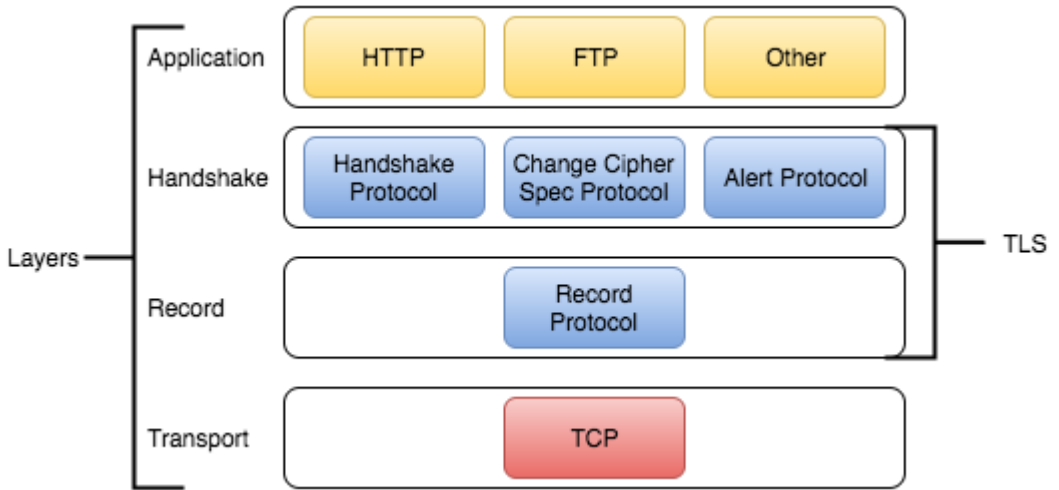 Application
HTTP
FTP
Other
Handshake
Handshake
Protocol
Change Cipher
Spec Protocol
Alert Protocol
Layers
TLS
Record
Record
Protocol
Transport
TCP